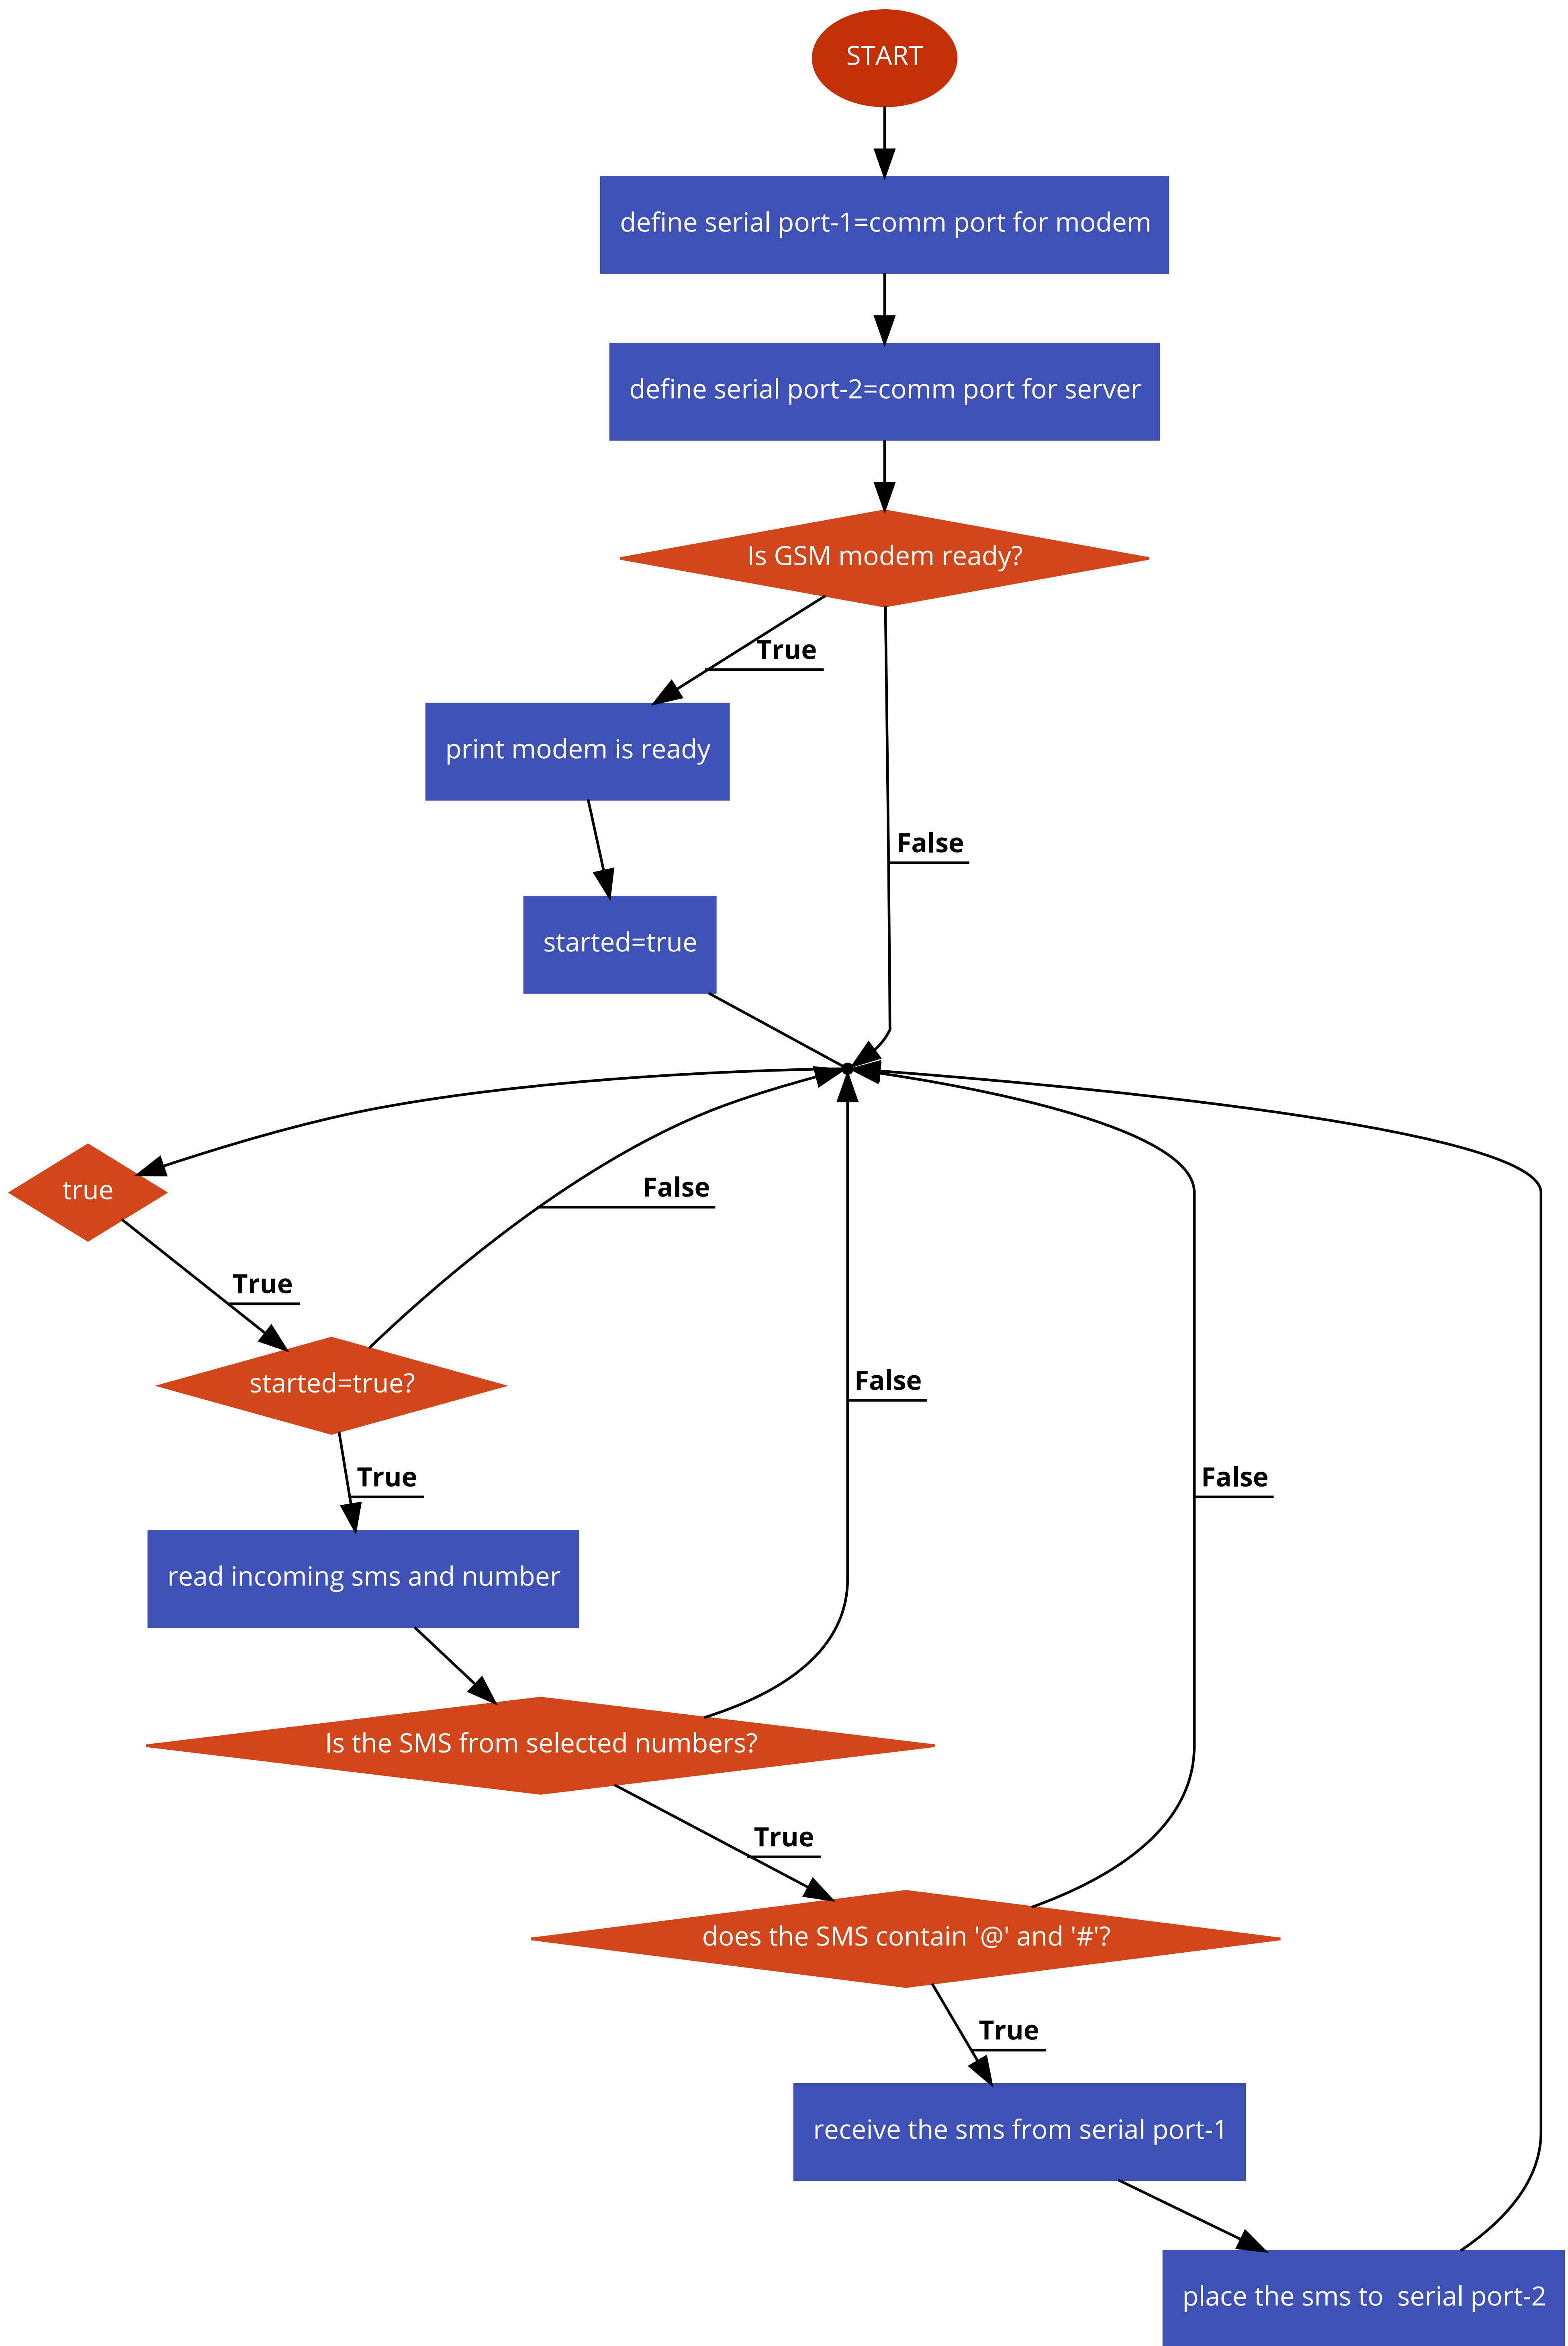 START
define serial port-1=comm port for modem
define serial port-2=comm port for server
Is GSM modem ready?
True
print modem is ready
False
started=true
true
False
True
started=true?
False
True
False
read incoming sms and number
Is the SMS from selected numbers?
True
does the SMS contain '@' and '#'?
True
receive the sms from serial port-1
place the sms to  serial port-2